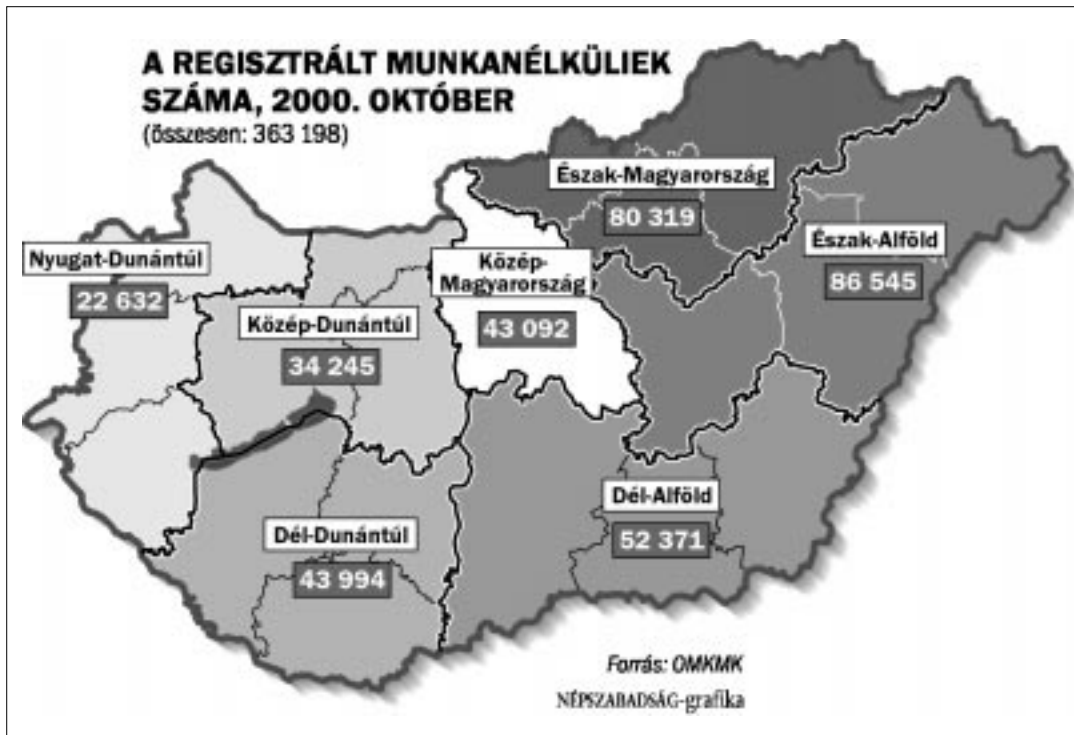 A REGISZTRÁLT MUNKANÉLKÜLIEK
SZÁMA, 2000. OKTÓBER
(összesen: 363 198)
Észak-Magyarország
80 319
Észak-Alföld
86 545
Nyugat-Dunántúl
22 632
Közép-
Magyarország
43 092
Közép-Dunántúl
34 245
Dél-Alföld
52 371
Dél-Dunántúl
43 994
Forrás: OMKMK
NÉPSZABADSÁG-grafika